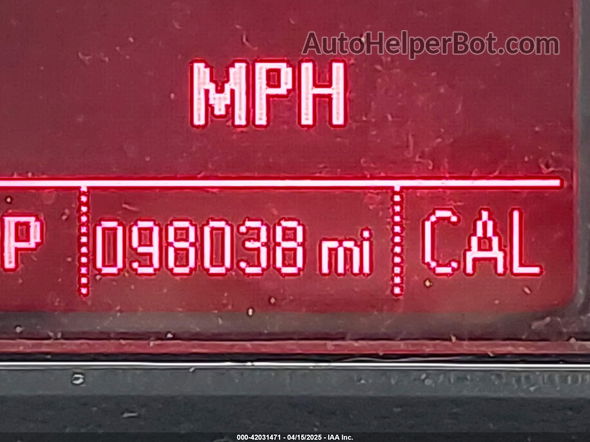 AutoHelperBot.com
MPH
P 098038 mi CAL
000-42031471 - 04/15/2025 - IAA Inc.